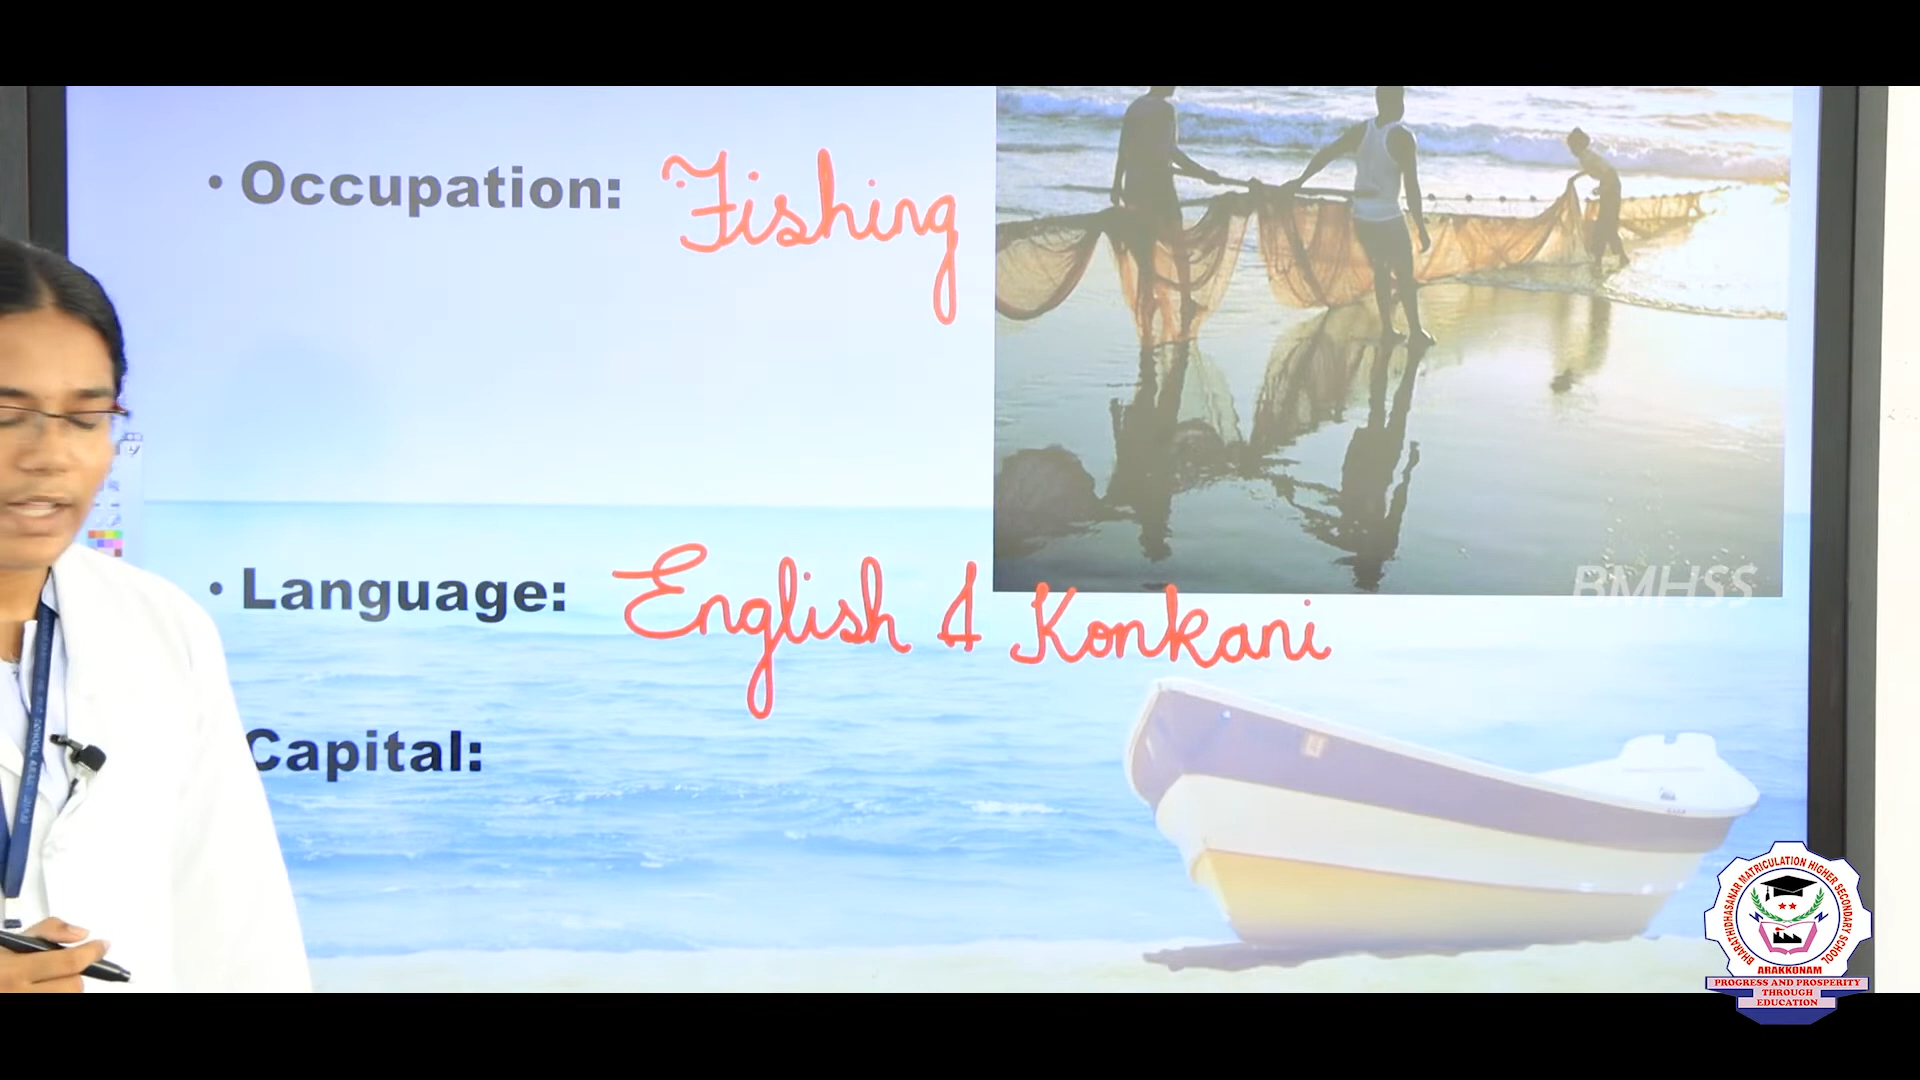 • Occupation: Fishing
• Language: English & Konkani
Capital:
BMHSS
BHARATHIDHASANAR MATRICULATION HIGHER SECONDARY SCHOOL
ARAKKONAM
PROGRESS AND PROSPERITY
THROUGH
EDUCATION